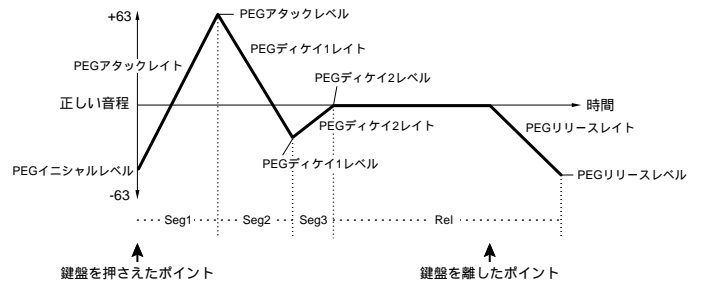 +63
PEGアタックレベル
PEGディケイ1レイト
PEGアタックレイト
PEGディケイ2レベル
正しい音程
時間
PEGディケイ2レイト
PEGリリースレイト
PEGディケイ1レベル
PEGイニシャルレベル
PEGリリースレベル
-63
Seg1
Seg2
Seg3
Rel
鍵盤を押さえたポイント
鍵盤を離したポイント